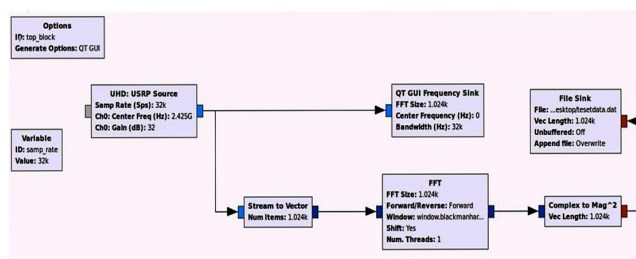 Options
ID: top_block
Generate Options: QT GUI
UHD: USRP Source
Samp Rate (Sps): 32k
Ch0: Center Freq (Hz): 2.425G
Ch0: Gain (dB): 32
QT GUI Frequency Sink
FFT Size: 1.024k
Center Frequency (Hz): 0
Bandwidth (Hz): 32k
File Sink
File: ...esktop/tesetdata.dat
Vec Length: 1.024k
Unbuffered: Off
Append file: Overwrite
Variable
ID: samp_rate
Value: 32k
Stream to Vector
Num Items: 1.024k
FFT
FFT Size: 1.024k
Forward/Reverse: Forward
Window: window.blackmanhar...
Shift: Yes
Num. Threads: 1
Complex to Mag^2
Vec Length: 1.024k